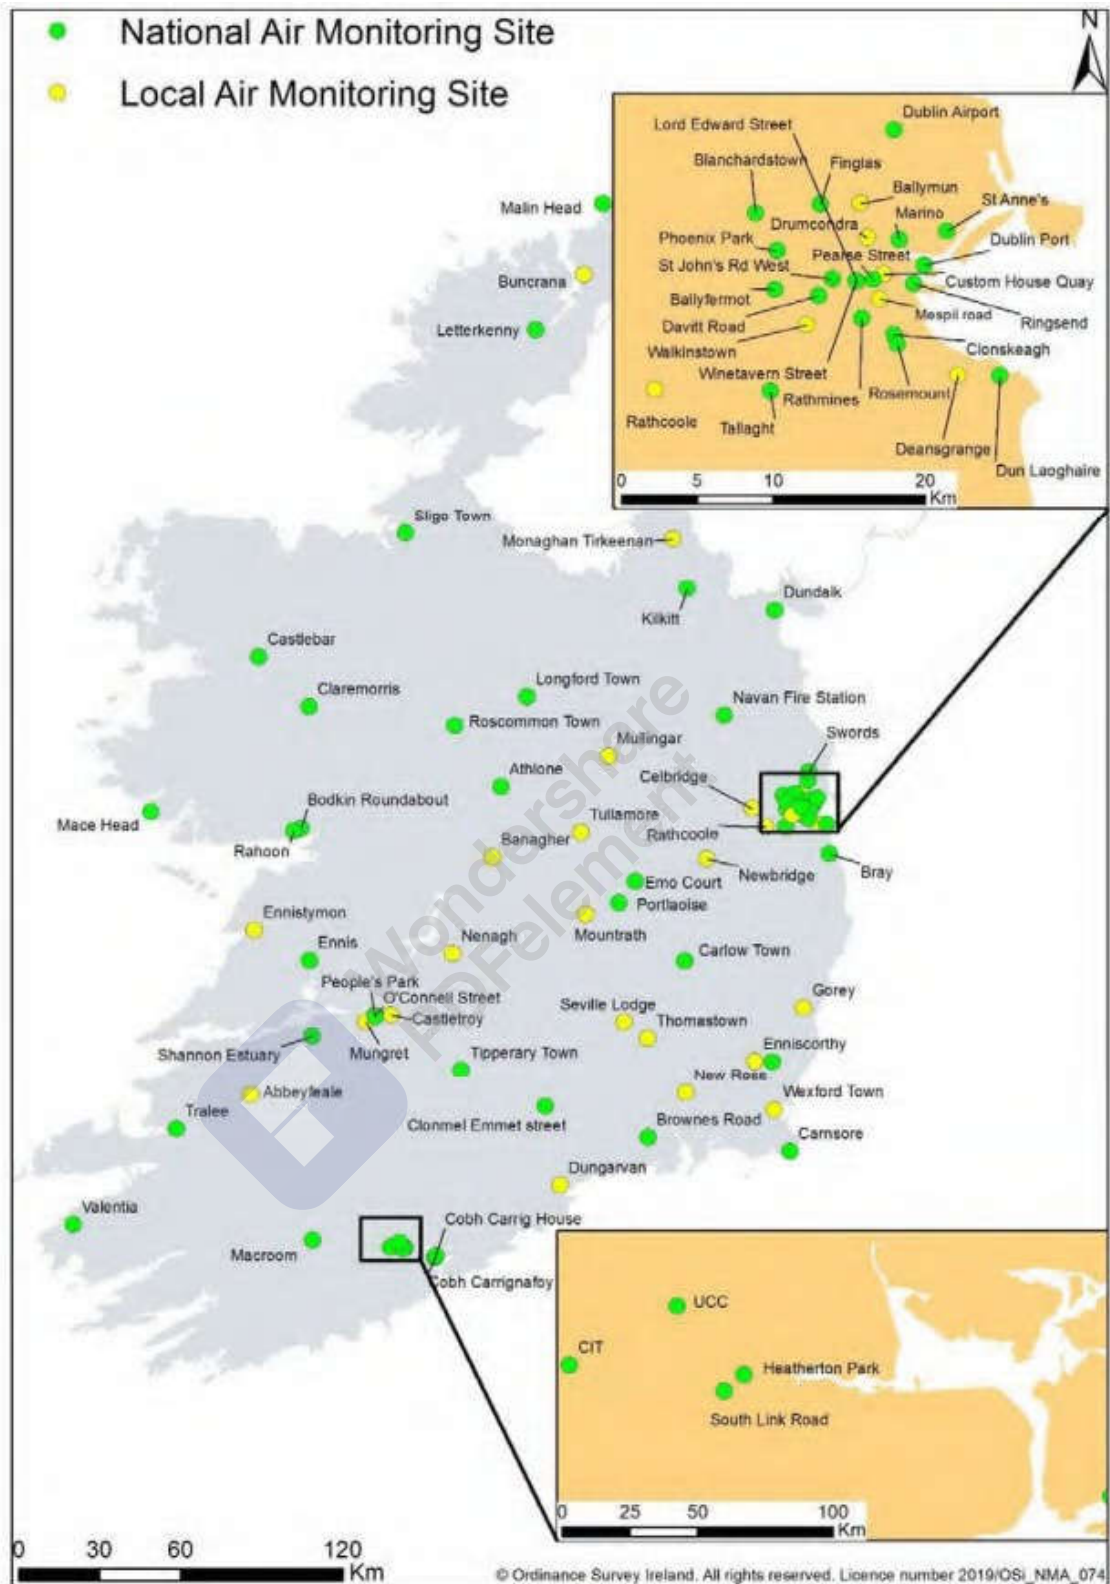 National Air Monitoring Site
Local Air Monitoring Site
N
Lord Edward Street
Dublin Airport
Blanchardstown
Finglas
Ballymun
St Anne's
Drumcondra
Marino
Phoenix Park
Dublin Port
Pearse Street
St John's Rd West
Custom House Quay
Ballyfermot
Mespil road
Ringsend
Davitt Road
Clonskeagh
Walkinstown
Winetavern Street
Rathmines
Rosemount
Rathcoole
Tallaght
Deansgrange
Dun Laoghaire
0 5 10 20
Km
Malin Head
Buncrana
Letterkenny
Sligo Town
Monaghan Tirkeenan
Kilkitt
Dundalk
Castlebar
Claremorris
Longford Town
Roscommon Town
Navan Fire Station
Mullingar
Swords
Athlone
Celbridge
Mace Head
Bodkin Roundabout
Rahoon
Tullamore
Banagher
Rathcoole
Newbridge
Bray
Emo Court
Portlaoise
Ennistymon
Ennis
Nenagh
Mountrath
Carlow Town
People's Park
O'Connell Street
Castletroy
Seville Lodge
Thomastown
Gorey
Shannon Estuary
Mungret
Tipperary Town
Enniscorthy
New Ross
Abbeyfeale
Wexford Town
Tralee
Clonmel Emmet street
Brownes Road
Carnsore
Dungarvan
Valentia
Macroom
Cobh Carrig House
Cobh Carrignafoy
UCC
CIT
Heatherton Park
South Link Road
0 25 50 100
Km
0 30 60 120
Km
© Ordinance Survey Ireland. All rights reserved. Licence number 2019/OSi_NMA_074
Wondershare
PDFelement